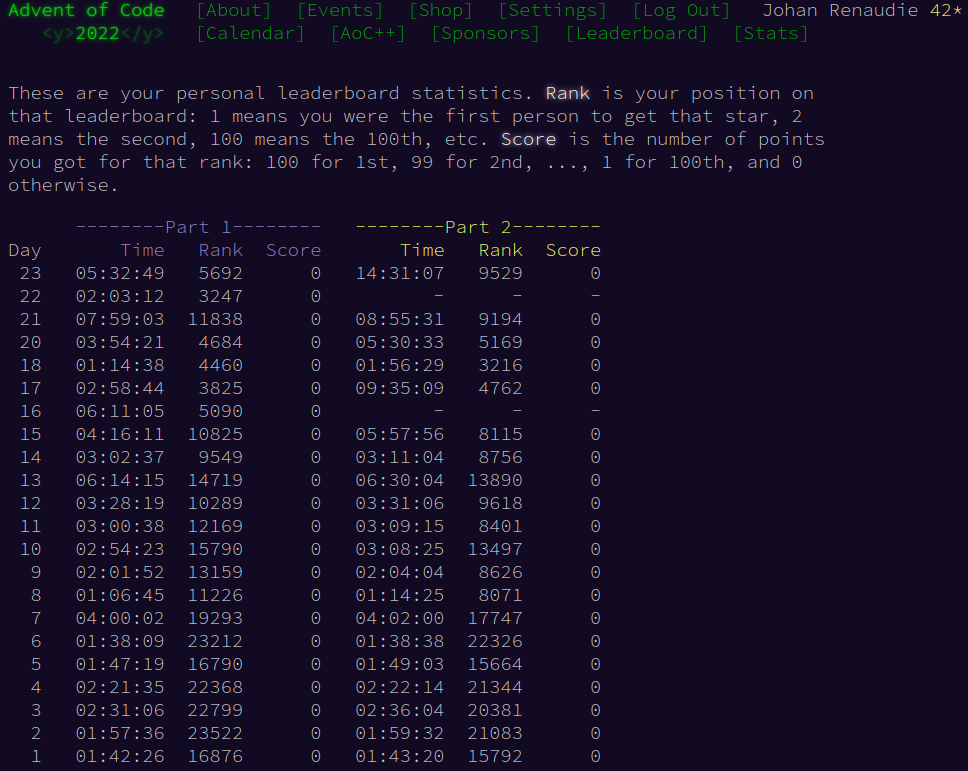 Advent of Code [About] [Events] [Shop] [Settings] [Log Out] Johan Renaudie 42*
<y>2022</y> [Calendar] [AoC++] [Sponsors] [Leaderboard] [Stats]
These are your personal leaderboard statistics. Rank is your position on
that leaderboard: 1 means you were the first person to get that star, 2
means the second, 100 means the 100th, etc. Score is the number of points
you got for that rank: 100 for 1st, 99 for 2nd, ..., 1 for 100th, and 0
otherwise.
--------Part 1-------- --------Part 2--------
Day Time Rank Score Time Rank Score
23 05:32:49 5692 0 14:31:07 9529 0
22 02:03:12 3247 0 - - -
21 07:59:03 11838 0 08:55:31 9194 0
20 03:54:21 4684 0 05:30:33 5169 0
18 01:14:38 4460 0 01:56:29 3216 0
17 02:58:44 3825 0 09:35:09 4762 0
16 06:11:05 5090 0 - - -
15 04:16:11 10825 0 05:57:56 8115 0
14 03:02:37 9549 0 03:11:04 8756 0
13 06:14:15 14719 0 06:30:04 13890 0
12 03:28:19 10289 0 03:31:06 9618 0
11 03:00:38 12169 0 03:09:15 8401 0
10 02:54:23 15790 0 03:08:25 13497 0
9 02:01:52 13159 0 02:04:04 8626 0
8 01:06:45 11226 0 01:14:25 8071 0
7 04:00:02 19293 0 04:02:00 17747 0
6 01:38:09 23212 0 01:38:38 22326 0
5 01:47:19 16790 0 01:49:03 15664 0
4 02:21:35 22368 0 02:22:14 21344 0
3 02:31:06 22799 0 02:36:04 20381 0
2 01:57:36 23522 0 01:59:32 21083 0
1 01:42:26 16876 0 01:43:20 15792 0